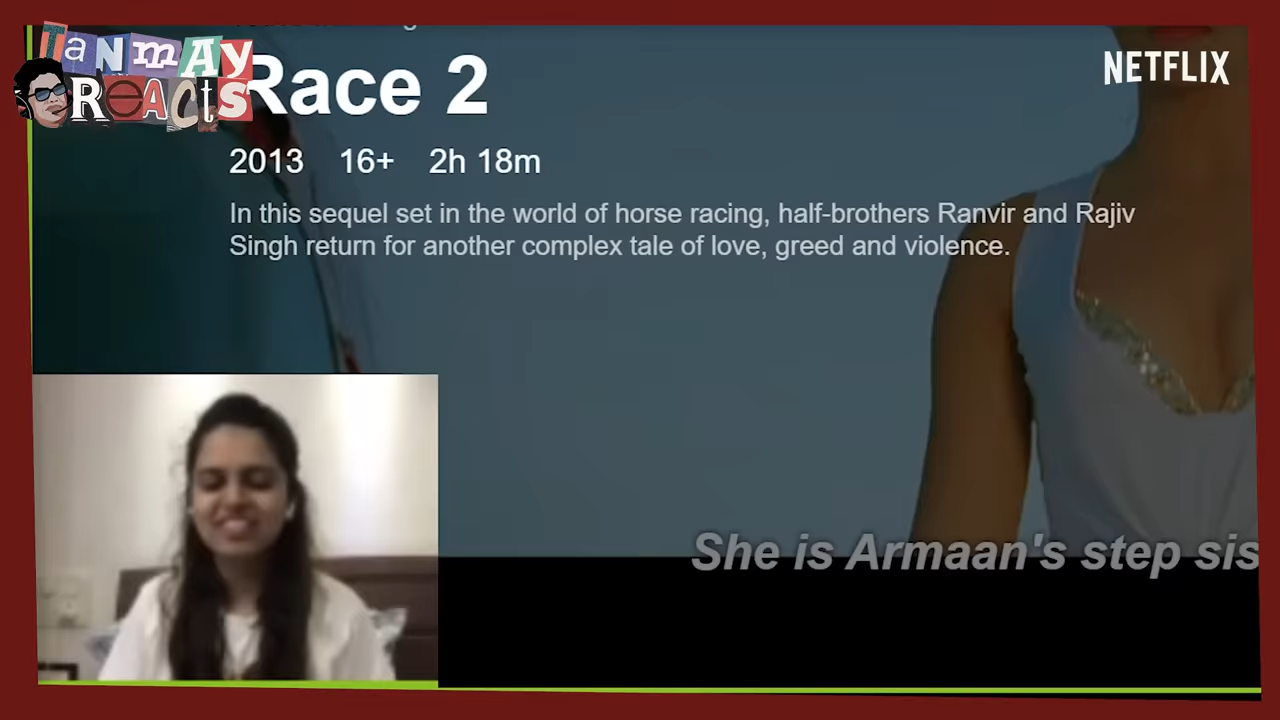 TANMAY
REACTS
Race 2
NETFLIX
2013 16+ 2h 18m
In this sequel set in the world of horse racing, half-brothers Ranvir and Rajiv
Singh return for another complex tale of love, greed and violence.
She is Armaan's step sis